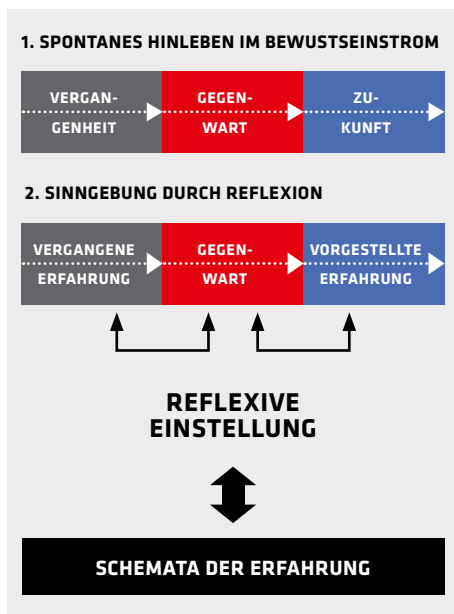 1. SPONTANES HINLEBEN IM BEWUSTSEINSTROM
VERGAN-
GENHEIT
GEGEN-
WART
ZU-
KUNFT
2. SINNGEBUNG DURCH REFLEXION
VERGANGENE
ERFAHRUNG
GEGEN-
WART
VORGESTELLTE
ERFAHRUNG
REFLEXIVE
EINSTELLUNG
SCHEMATA DER ERFAHRUNG